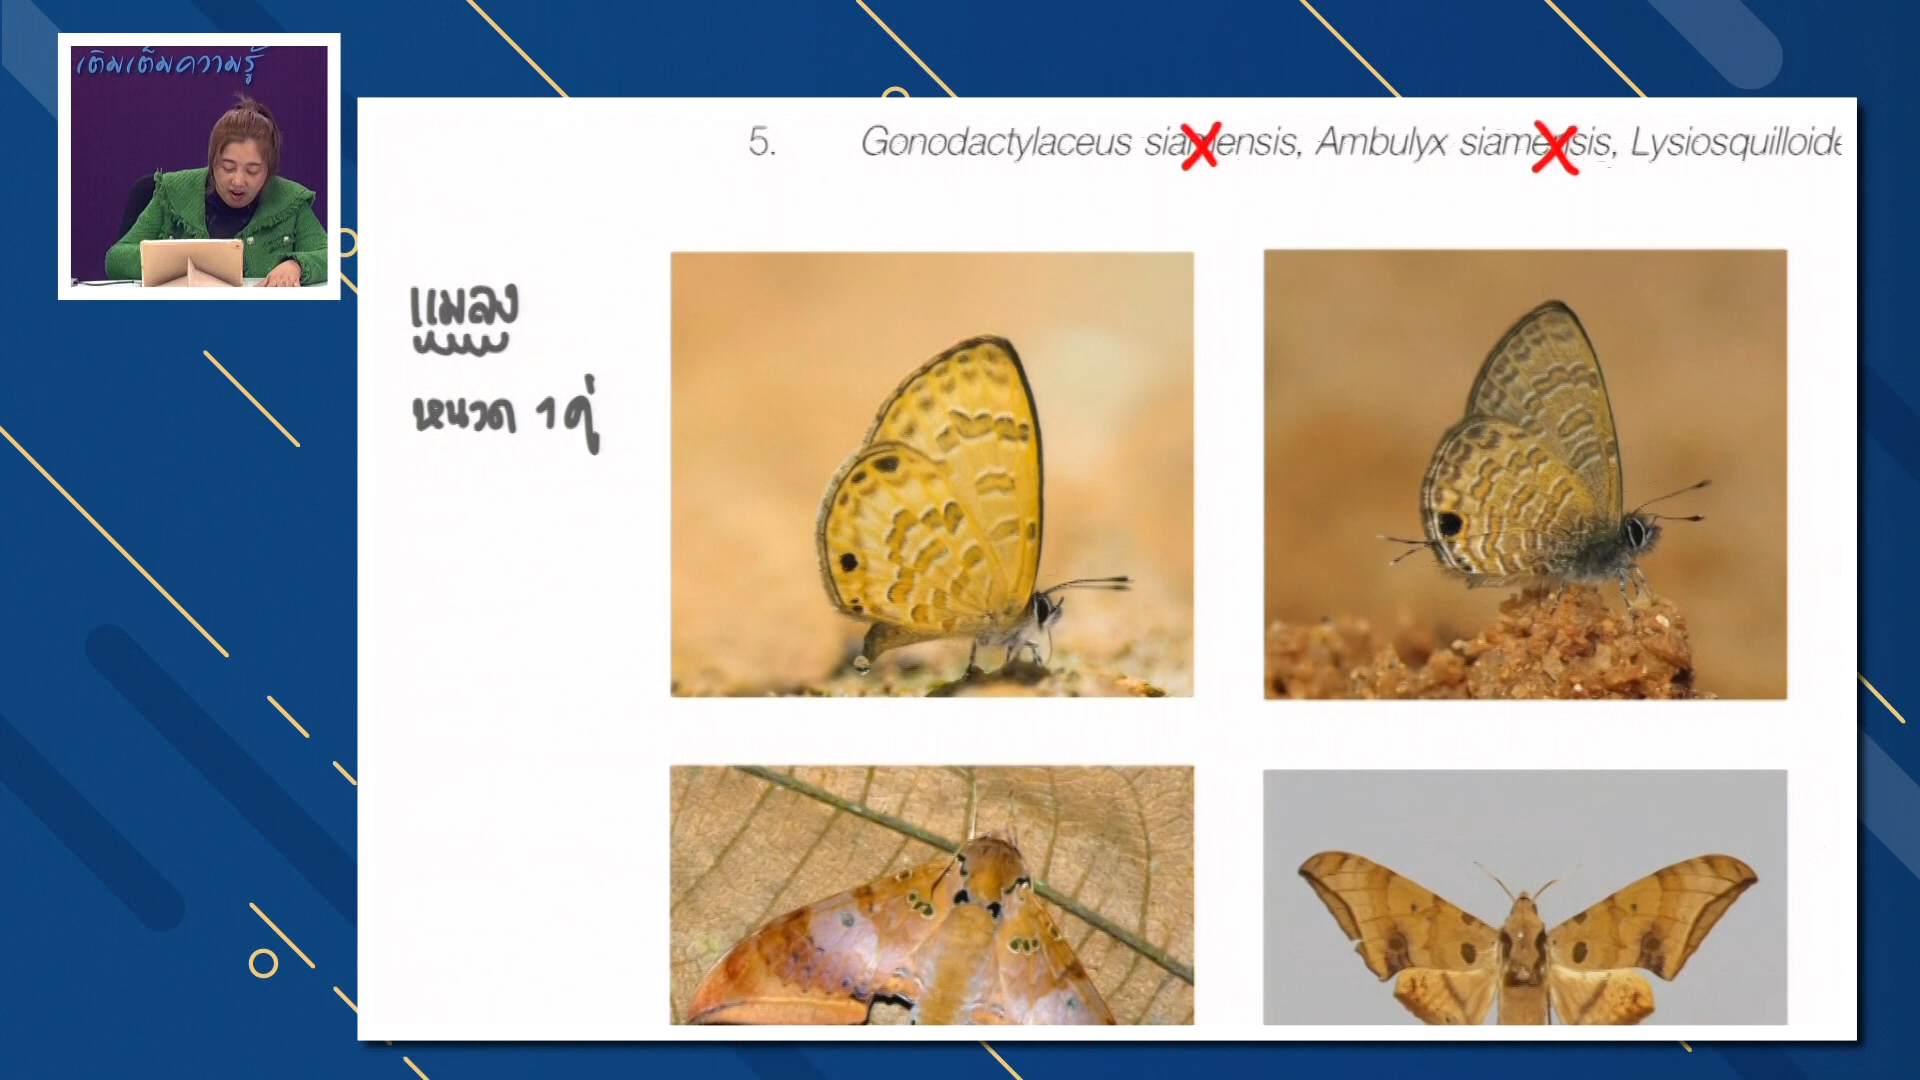 เติมเต็มความรู้
5. Gonodactylaceus siamensis, Ambulyx siamensis, Lysiosquilloide
แมลง
หนวด 1 คู่